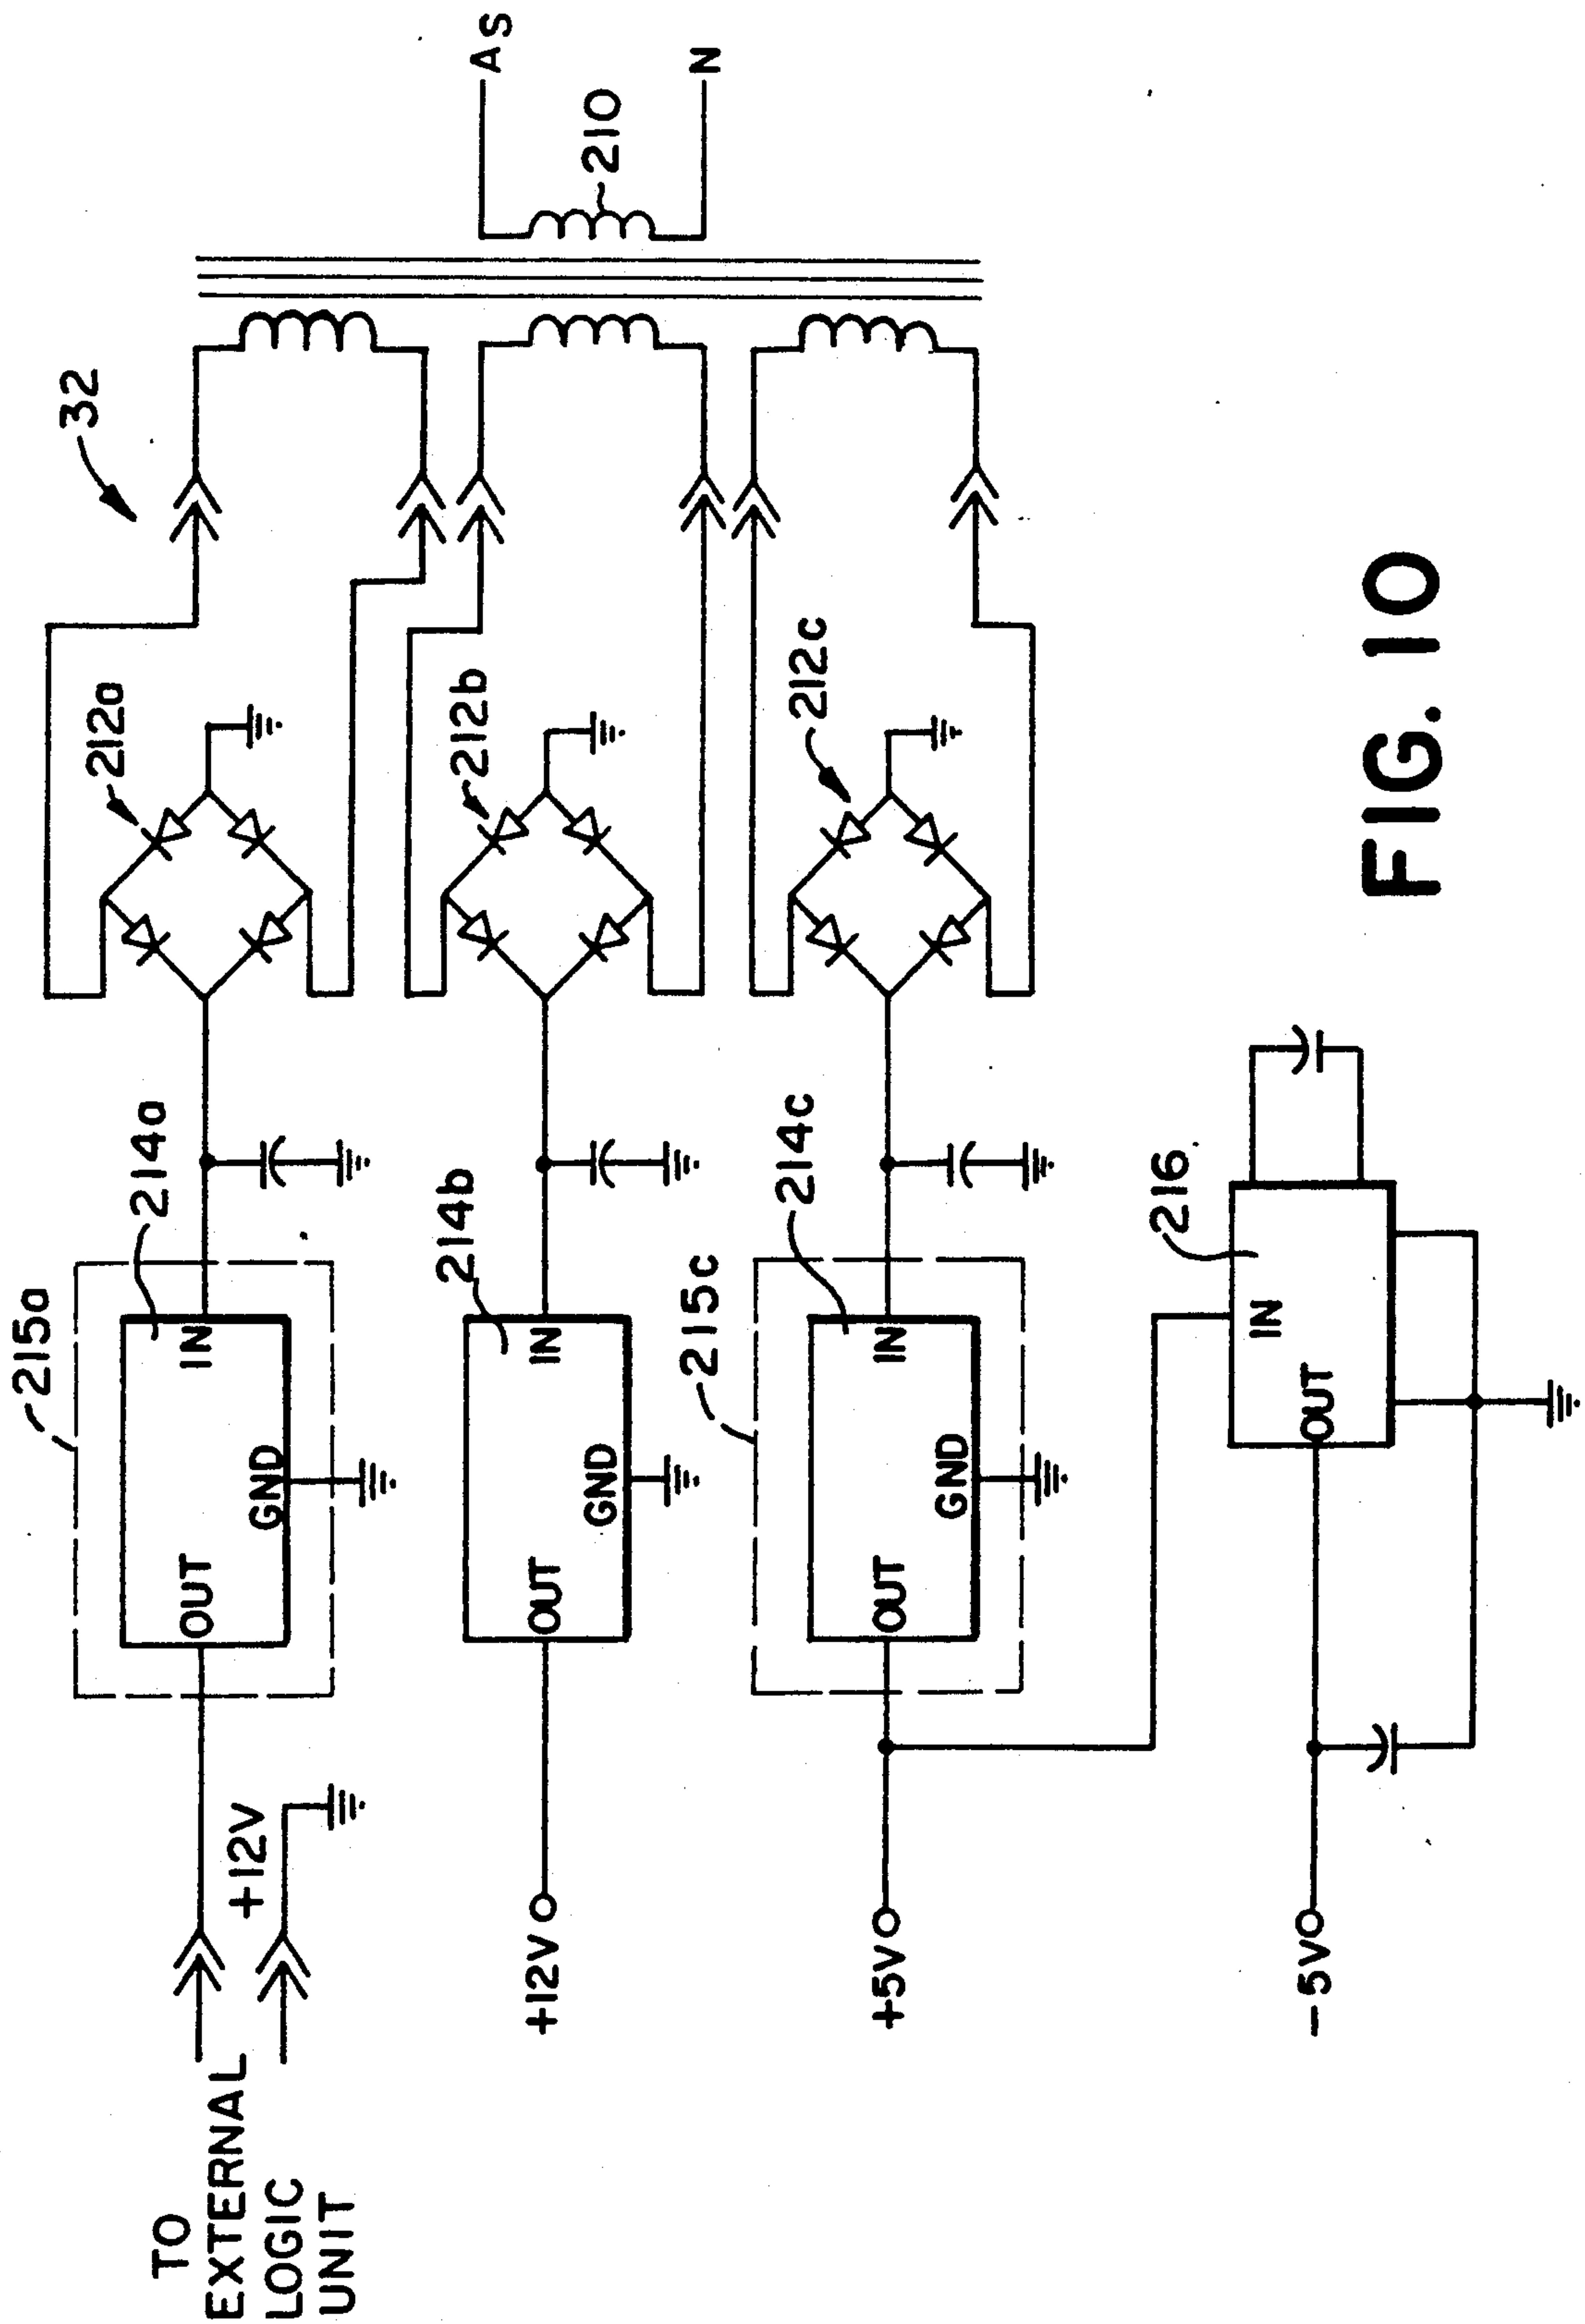 32
215a
214a
212a
TO
EXTERNAL
LOGIC
UNIT
+12V
OUT
GND
IN
214b
212b
+12V
OUT
GND
IN
AS
210
N
215c
214c
212c
+5V
OUT
GND
IN
216
-5V
OUT
IN
FIG. 10